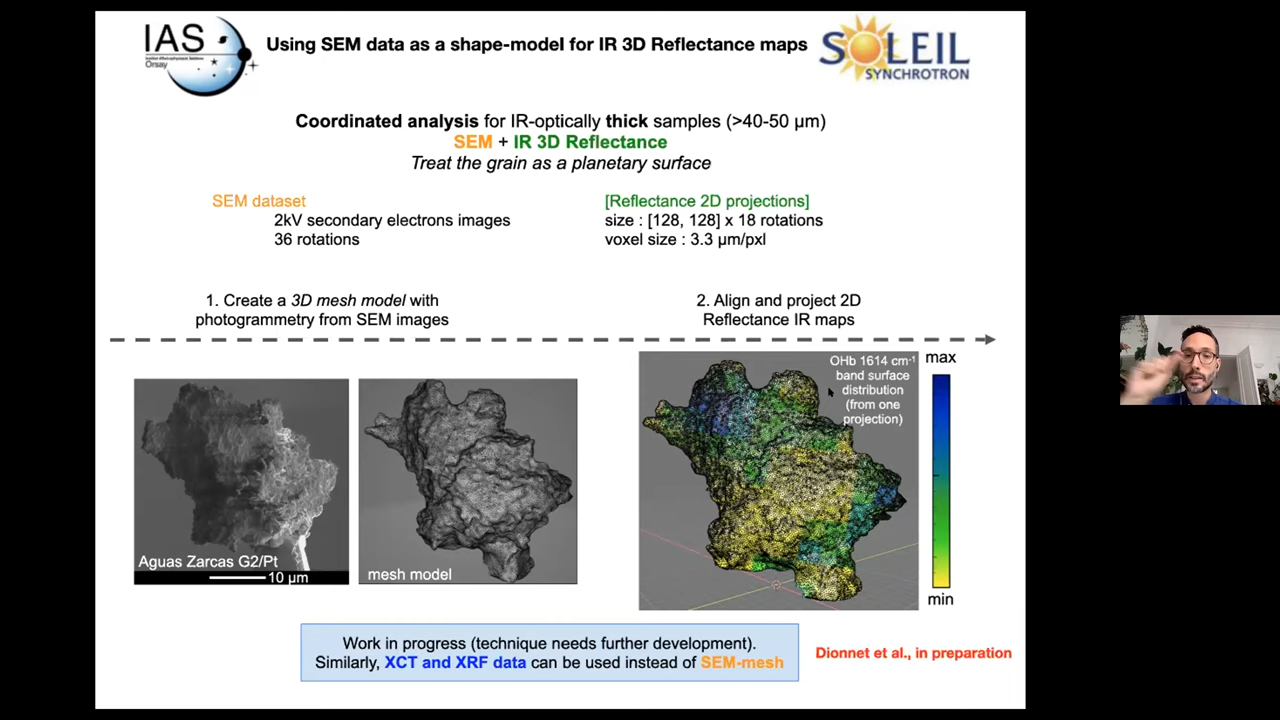 IAS
Institut d'Astrophysique Spatiale
Orsay
Using SEM data as a shape-model for IR 3D Reflectance maps
SOLEIL
SYNCHROTRON
Coordinated analysis for IR-optically thick samples (>40-50 µm)
SEM + IR 3D Reflectance
Treat the grain as a planetary surface
SEM dataset
2kV secondary electrons images
36 rotations
[Reflectance 2D projections]
size : [128, 128] x 18 rotations
voxel size : 3.3 µm/pxl
1. Create a 3D mesh model with
photogrammetry from SEM images
2. Align and project 2D
Reflectance IR maps
Aguas Zarcas G2/Pt
10 µm
mesh model
OHb 1614 cm⁻¹
band surface
distribution
(from one
projection)
max
min
Work in progress (technique needs further development).
Similarly, XCT and XRF data can be used instead of SEM-mesh
Dionnet et al., in preparation